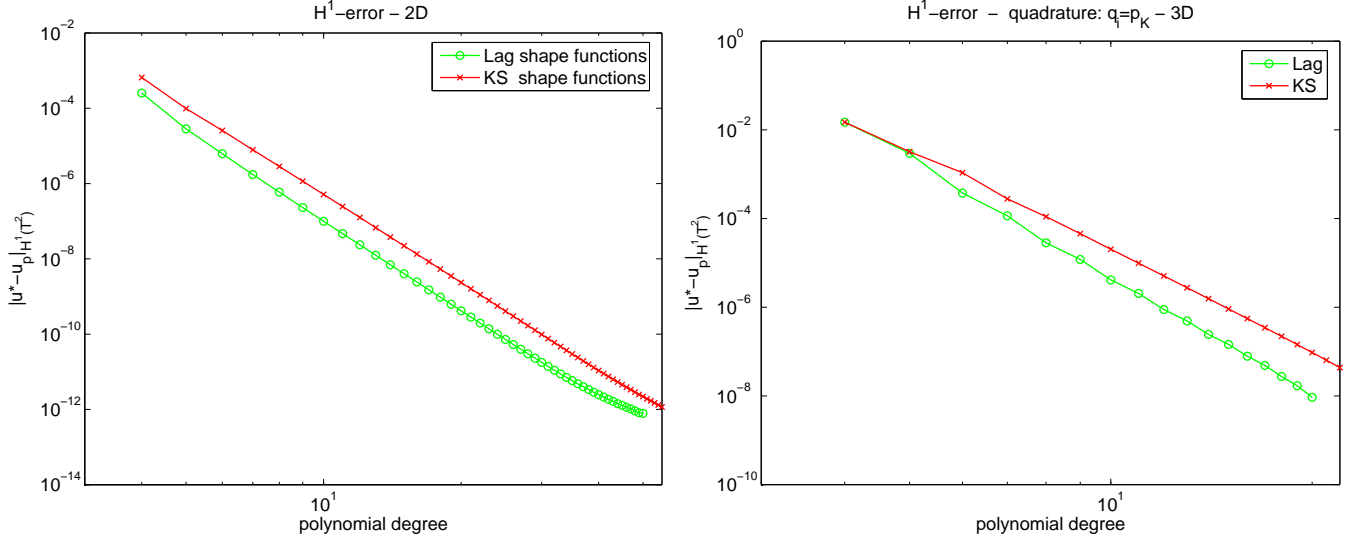 H¹−error − 2D
10⁻²
10⁻⁴
10⁻⁶
10⁻⁸
10⁻¹⁰
10⁻¹²
10⁻¹⁴
|u*−u_p|_H¹(T²)
Lag shape functions
KS shape functions
10¹
polynomial degree
H¹−error − quadrature: q_i=p_K − 3D
10⁰
10⁻²
10⁻⁴
10⁻⁶
10⁻⁸
10⁻¹⁰
|u*−u_p|_H¹(T²)
Lag
KS
10¹
polynomial degree